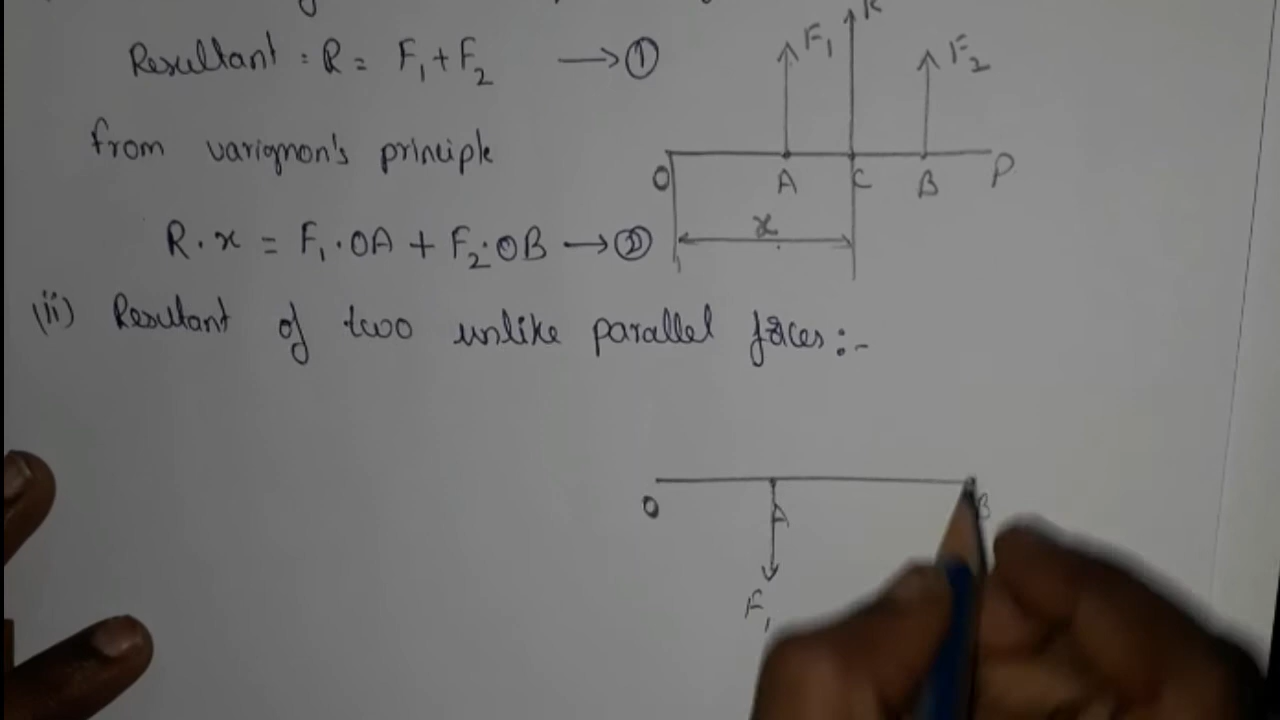 Resultant : R = F₁ + F₂ → ①
from varignon's principle
R · x = F₁ · OA + F₂ · OB → ②
(ii) Resultant of two unlike parallel forces :-
R
F₁
F₂
O A C B P
x
O A B
F₁